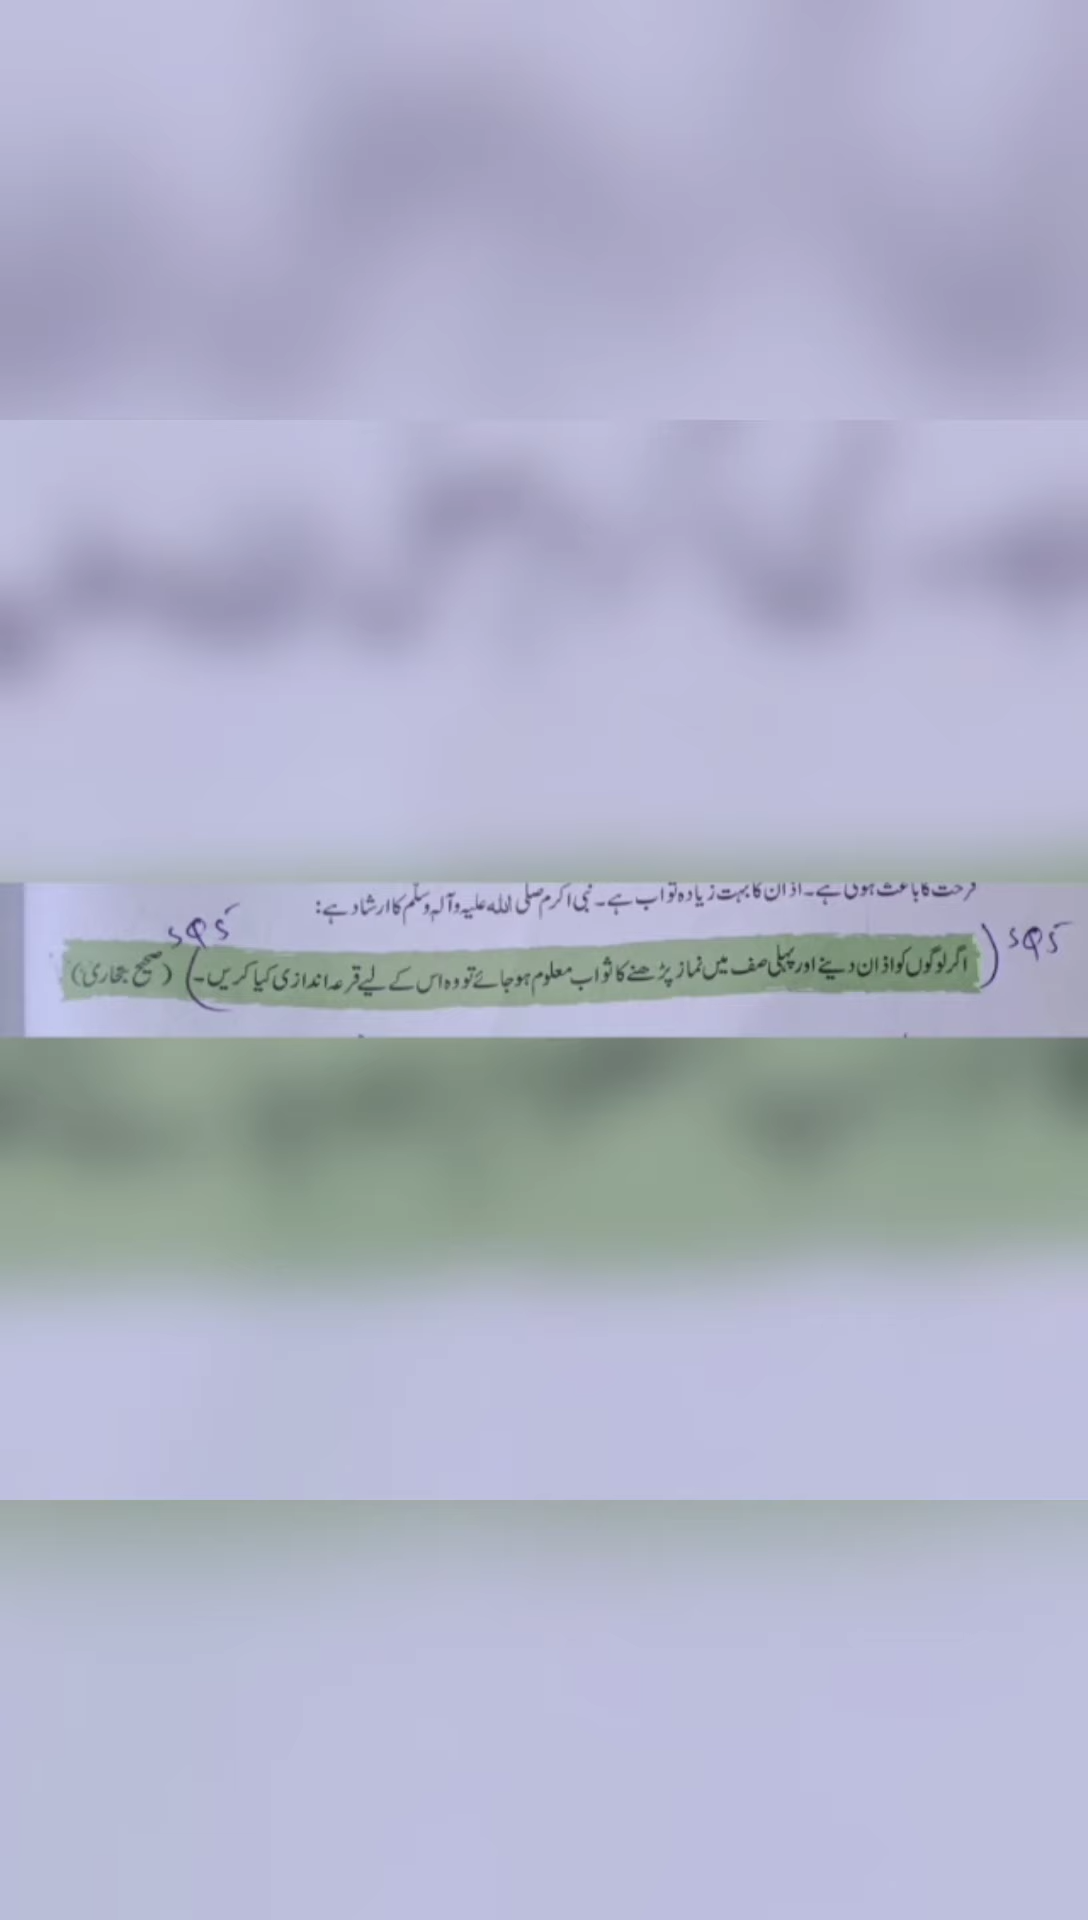 فرحت کا باعث ہوتی ہے۔ اذان کا بہت زیادہ ثواب ہے۔ نبی اکرم صلی اللہ علیہ وآلہٖ وسلّم کا ارشاد ہے:
SQS
اگر لوگوں کو اذان دینے اور پہلی صف میں نماز پڑھنے کا ثواب معلوم ہو جائے تو وہ اس کے لیے قرعہ اندازی کیا کریں۔ (صحیح بخاری)
SQS